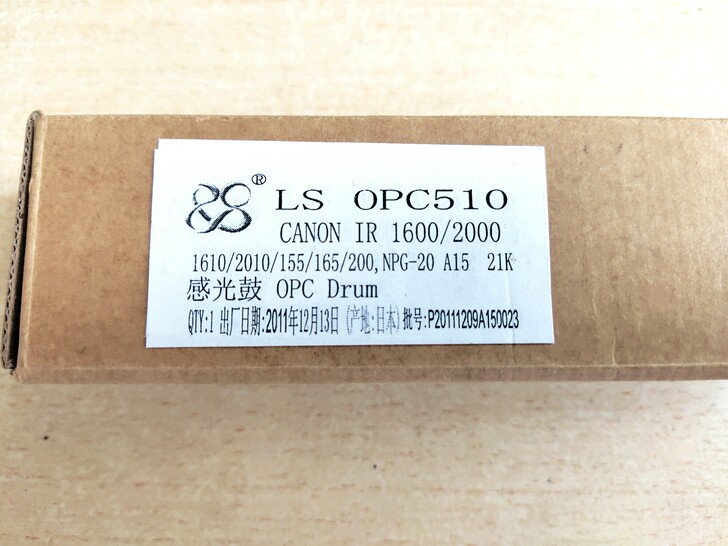 ®
LS OPC510
CANON IR 1600/2000
1610/2010/155/165/200,NPG-20 A15 21K
感光鼓 OPC Drum
QTY:1 出厂日期:2011年12月13日 (产地:日本) 批号:P20111209A150023